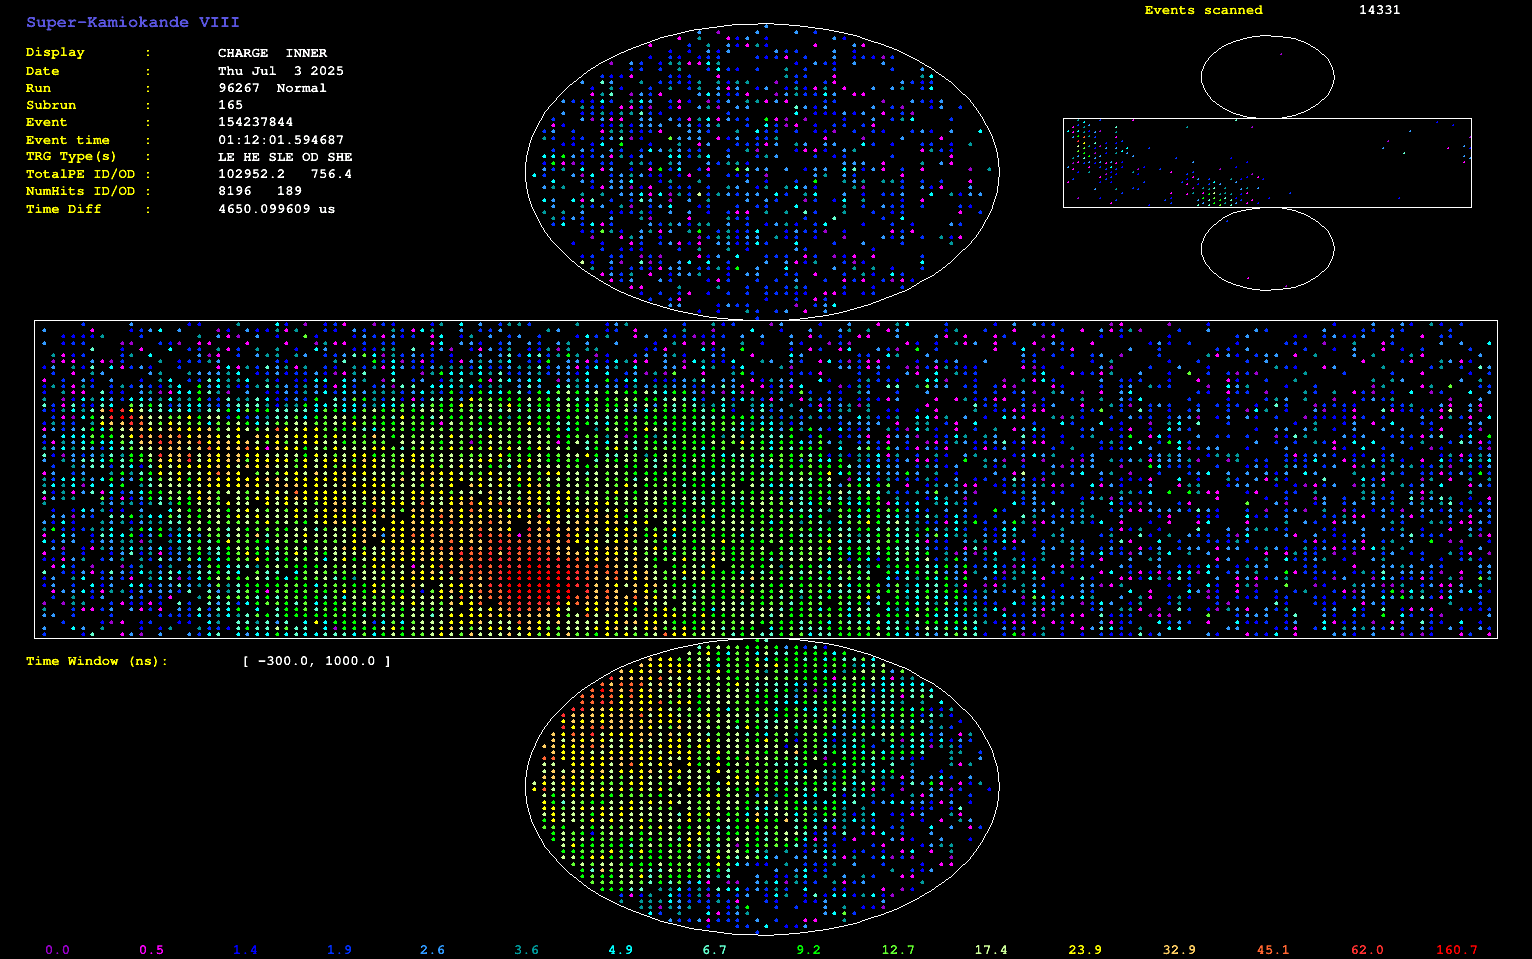 Super-Kamiokande VIII
Events scanned 14331
Display : CHARGE INNER
Date : Thu Jul 3 2025
Run : 96267 Normal
Subrun : 165
Event : 154237844
Event time : 01:12:01.594687
TRG Type(s) : LE HE SLE OD SHE
TotalPE ID/OD : 102952.2 756.4
NumHits ID/OD : 8196 189
Time Diff : 4650.099609 us
Time Window (ns): [ -300.0, 1000.0 ]
0.0 0.5 1.4 1.9 2.6 3.6 4.9 6.7 9.2 12.7 17.4 23.9 32.9 45.1 62.0 160.7